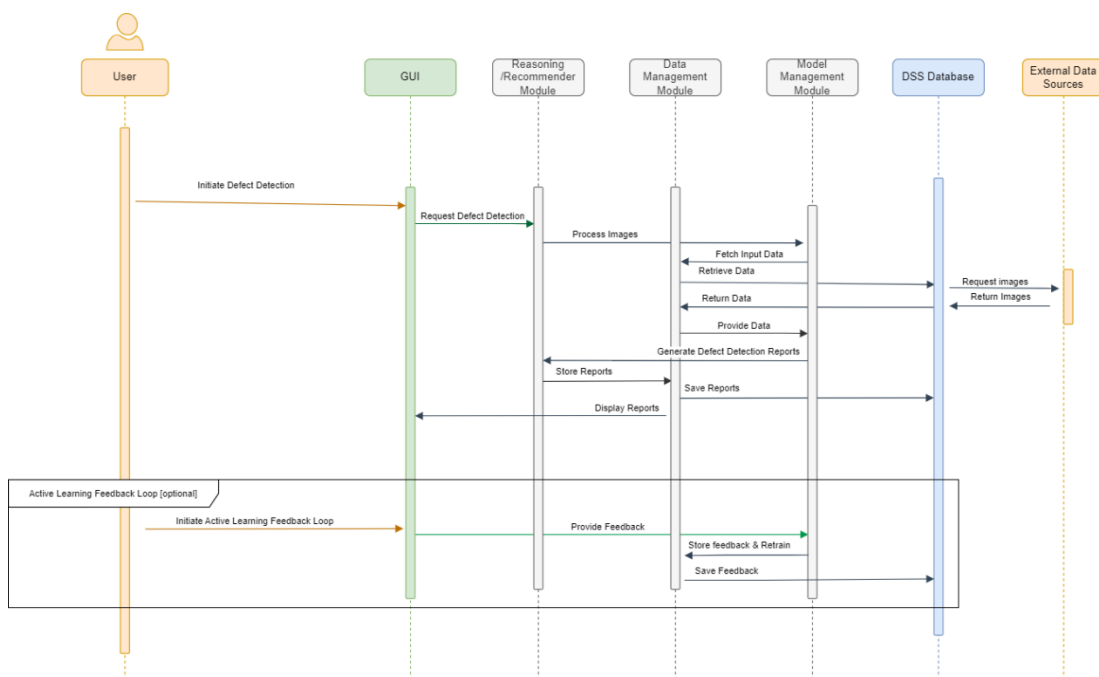 User
GUI
Reasoning
/Recommender
Module
Data
Management
Module
Model
Management
Module
DSS Database
External Data
Sources
Initiate Defect Detection
Request Defect Detection
Process Images
Fetch Input Data
Retrieve Data
Request images
Return Data
Return Images
Provide Data
Generate Defect Detection Reports
Store Reports
Save Reports
Display Reports
Active Learning Feedback Loop [optional]
Initiate Active Learning Feedback Loop
Provide Feedback
Store feedback & Retrain
Save Feedback